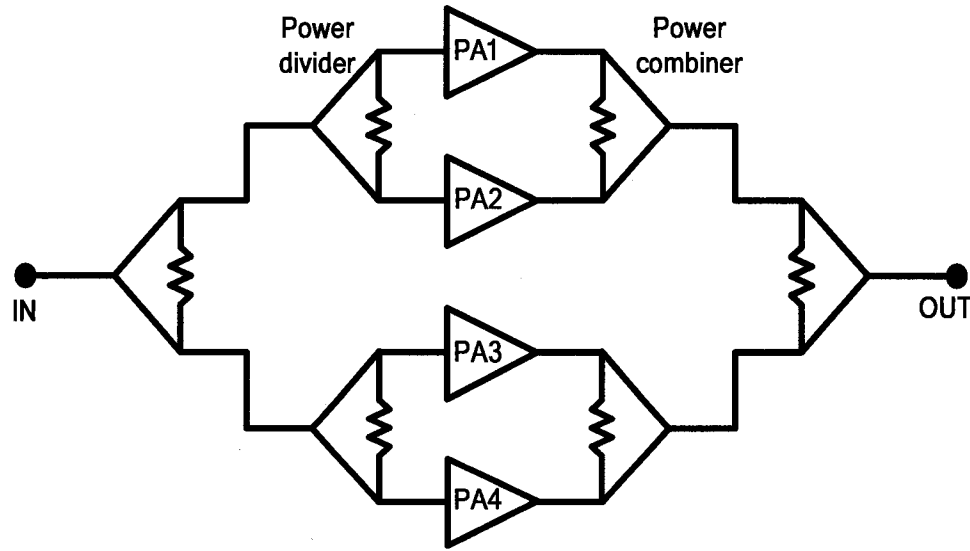 Power
divider
PA1
Power
combiner
PA2
IN
OUT
PA3
PA4